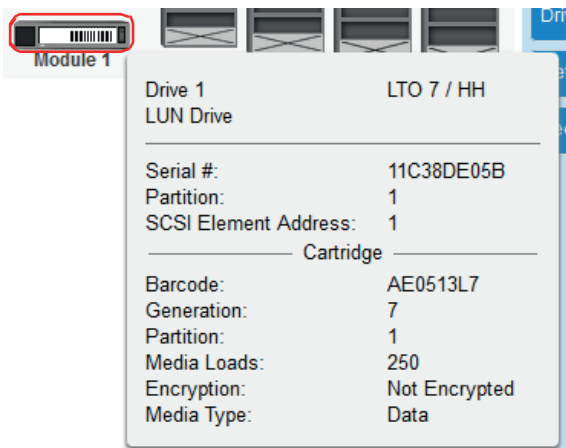 Module 1
Drive 1 LTO 7 / HH
LUN Drive
Serial #: 11C38DE05B
Partition: 1
SCSI Element Address: 1
Cartridge
Barcode: AE0513L7
Generation: 7
Partition: 1
Media Loads: 250
Encryption: Not Encrypted
Media Type: Data